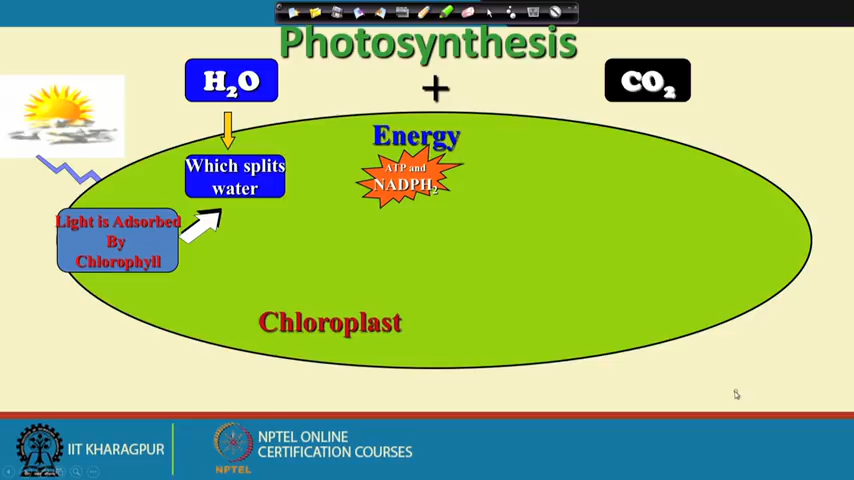 Photosynthesis
H2O
+
CO2
Energy
ATP and
NADPH2
Which splits
water
Light is Adsorbed
By
Chlorophyll
Chloroplast
IIT KHARAGPUR
NPTEL
NPTEL ONLINE
CERTIFICATION COURSES